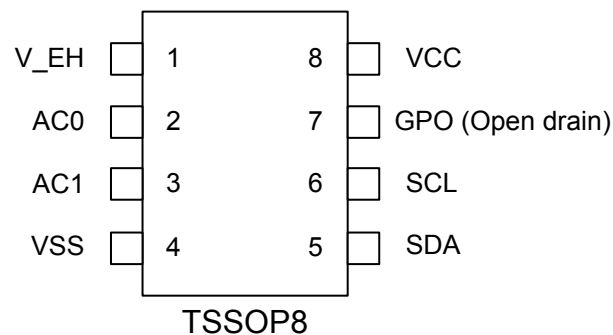 V_EH 1 8 VCC
AC0 2 7 GPO (Open drain)
AC1 3 6 SCL
VSS 4 5 SDA
TSSOP8